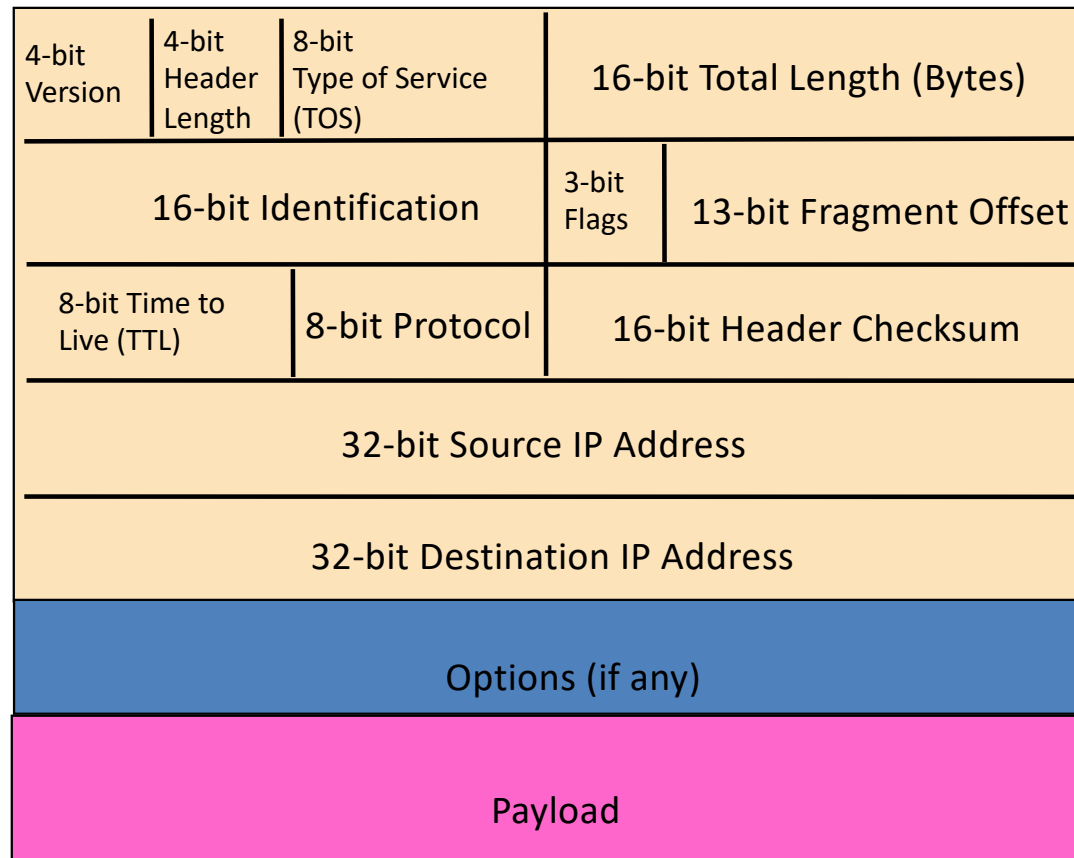 4-bit
Version
4-bit
Header
Length
8-bit
Type of Service
(TOS)
16-bit Total Length (Bytes)
16-bit Identification
3-bit
Flags
13-bit Fragment Offset
8-bit Time to
Live (TTL)
8-bit Protocol
16-bit Header Checksum
32-bit Source IP Address
32-bit Destination IP Address
Options (if any)
Payload